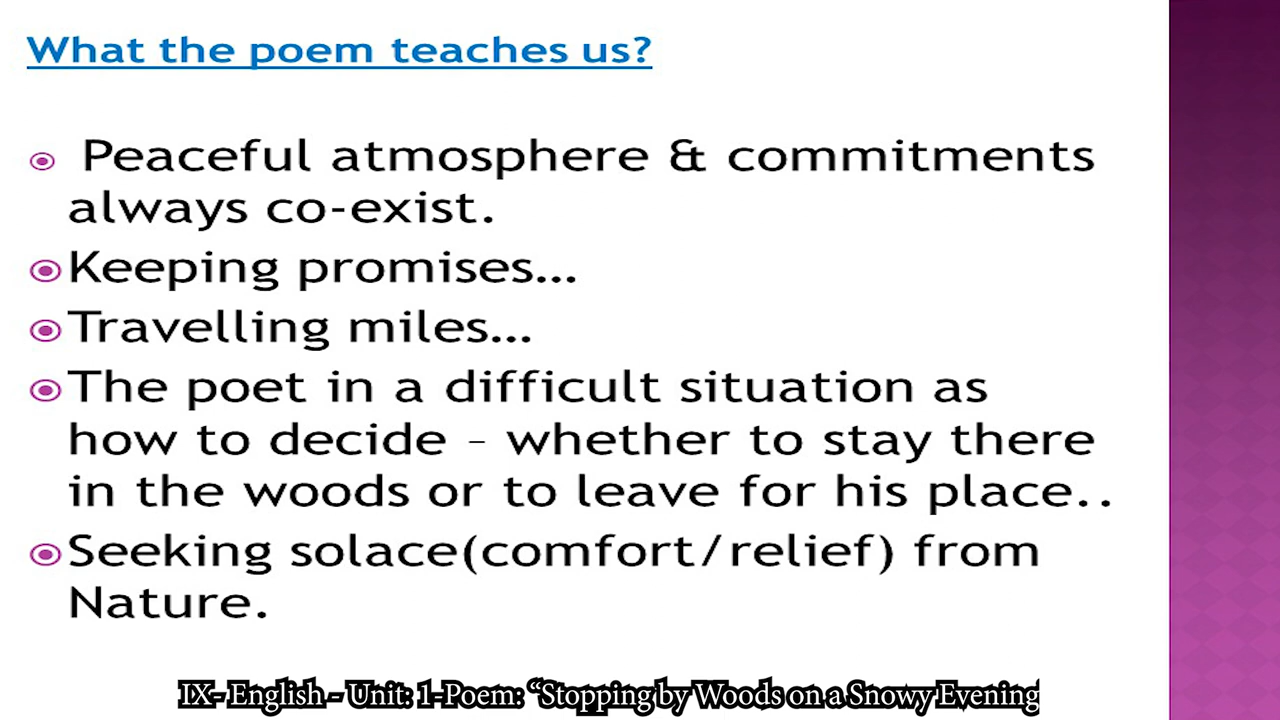 What the poem teaches us?
Peaceful atmosphere & commitments
always co-exist.
Keeping promises...
Travelling miles...
The poet in a difficult situation as
how to decide - whether to stay there
in the woods or to leave for his place..
Seeking solace(comfort/relief) from
Nature.
IX- English - Unit: 1-Poem: “Stopping by Woods on a Snowy Evening